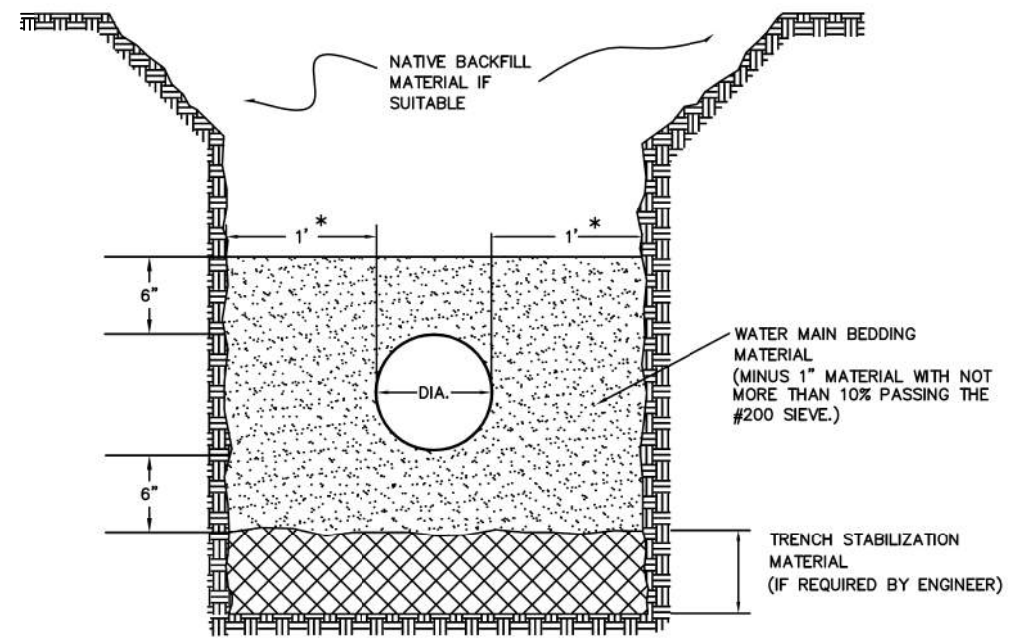 NATIVE BACKFILL
MATERIAL IF
SUITABLE
1' *
1' *
6"
DIA.
WATER MAIN BEDDING
MATERIAL
(MINUS 1" MATERIAL WITH NOT
MORE THAN 10% PASSING THE
#200 SIEVE.)
6"
TRENCH STABILIZATION
MATERIAL
(IF REQUIRED BY ENGINEER)